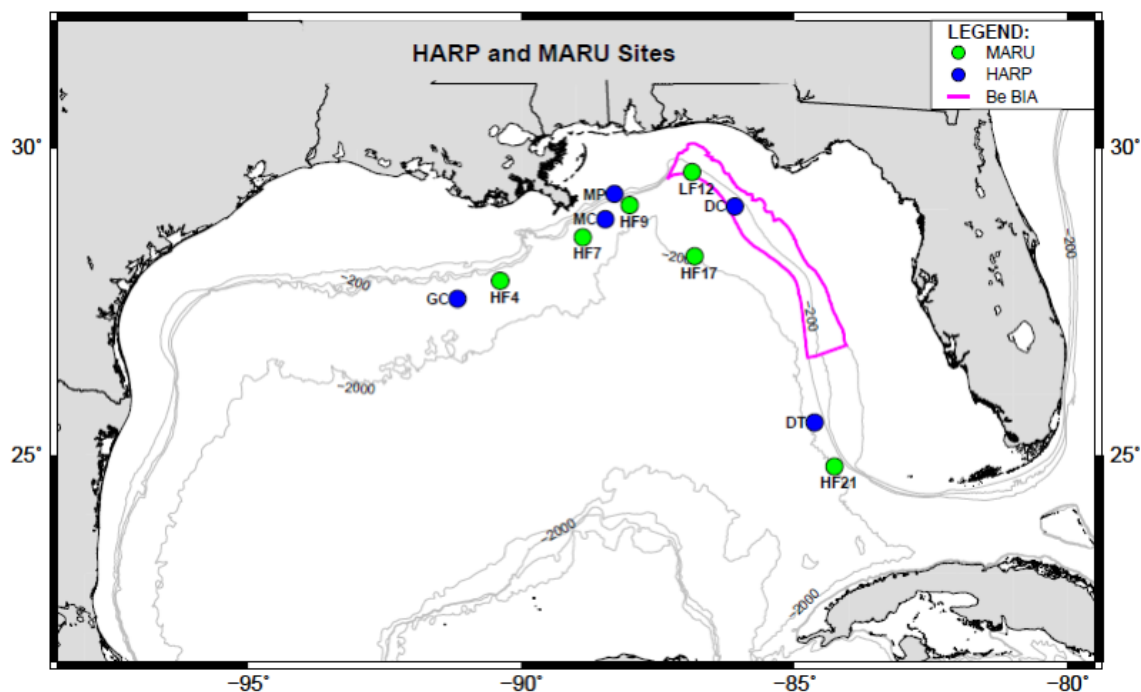 HARP and MARU Sites
LEGEND:
MARU
HARP
Be BIA
30°
30°
LF12
MP
DC
HF9
MC
HF7
~200
HF17
~200
~200
HF4
GC
~200
~2000
25°
25°
DT
HF21
~2000
~2000
−95
−90
−85
−80